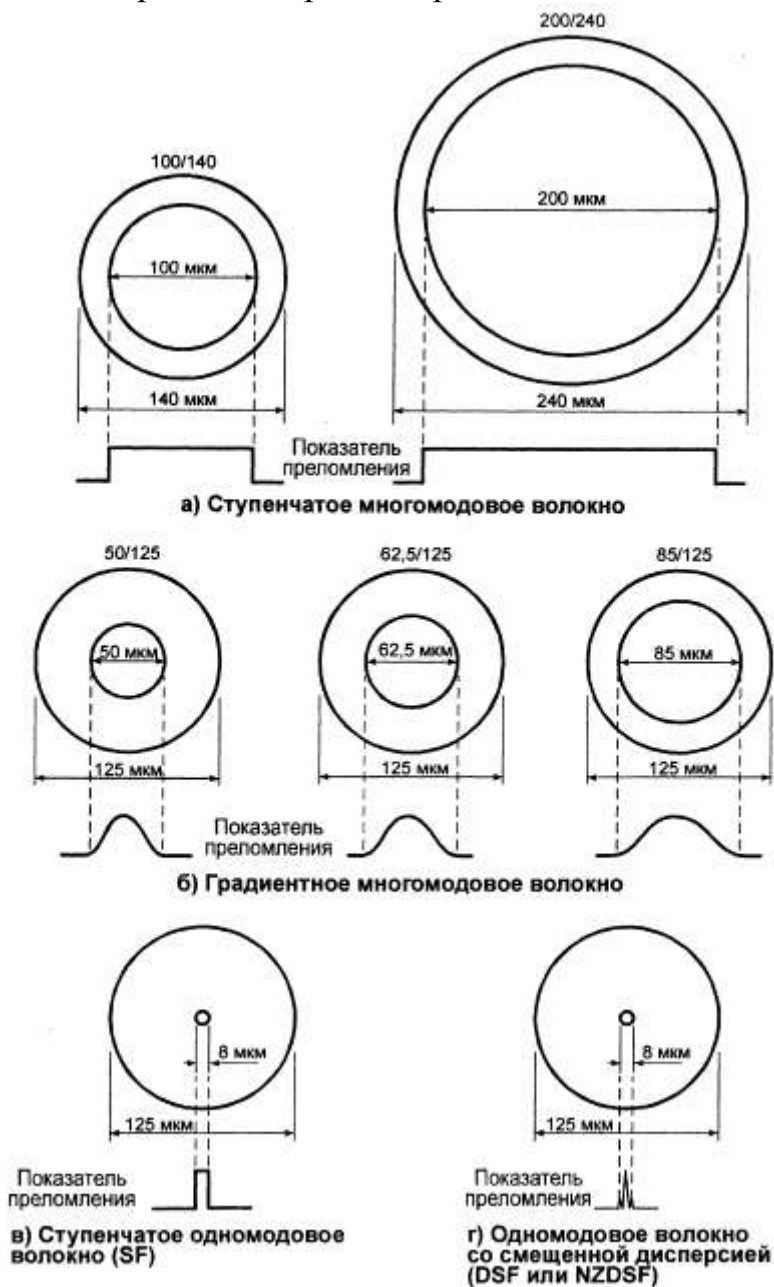 200/240
100/140
200 мкм
100 мкм
140 мкм
240 мкм
Показатель
преломления
а) Ступенчатое многомодовое волокно
50/125
62,5/125
85/125
50 мкм
62,5 мкм
85 мкм
125 мкм
125 мкм
125 мкм
Показатель
преломления
б) Градиентное многомодовое волокно
8 мкм
8 мкм
125 мкм
125 мкм
Показатель
преломления
Показатель
преломления
в) Ступенчатое одномодовое
волокно (SF)
г) Одномодовое волокно
со смещенной дисперсией
(DSF или NZDSF)